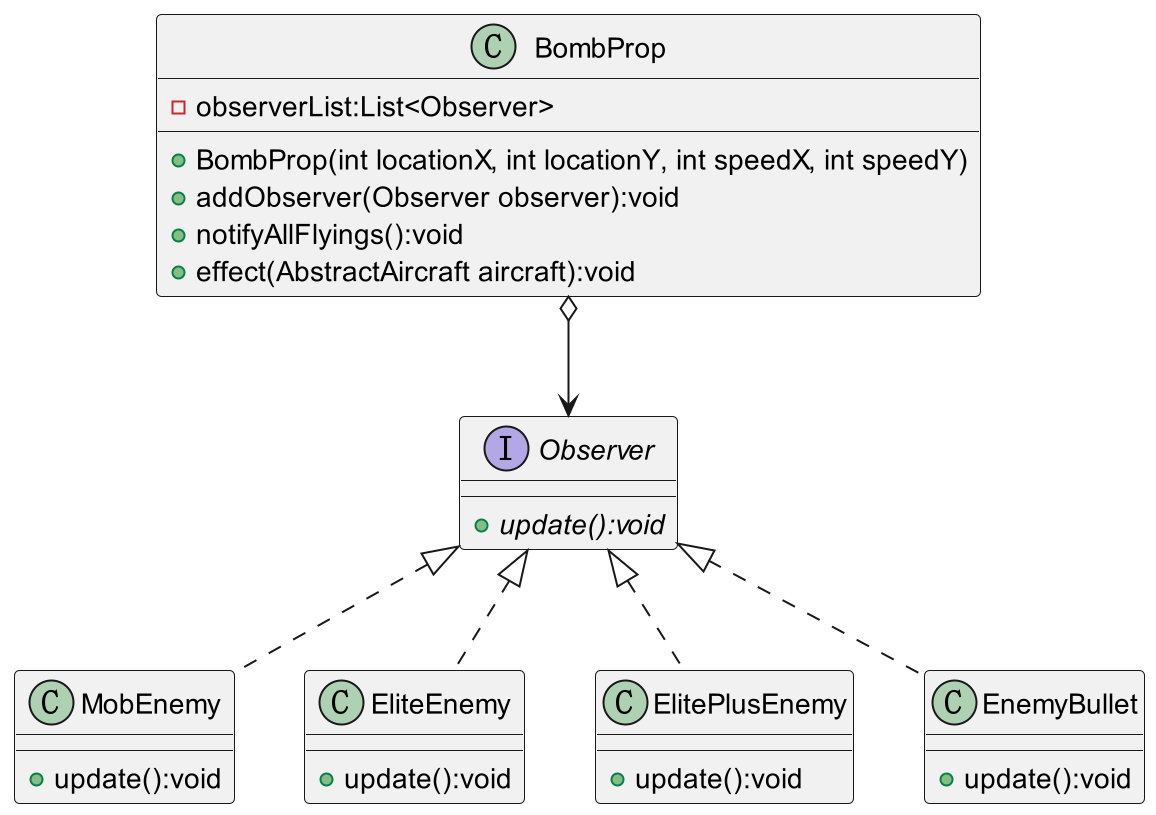 C BombProp
observerList:List<Observer>
BombProp(int locationX, int locationY, int speedX, int speedY)
addObserver(Observer observer):void
notifyAllFlyings():void
effect(AbstractAircraft aircraft):void
I Observer
update():void
C MobEnemy
update():void
C EliteEnemy
update():void
C ElitePlusEnemy
update():void
C EnemyBullet
update():void